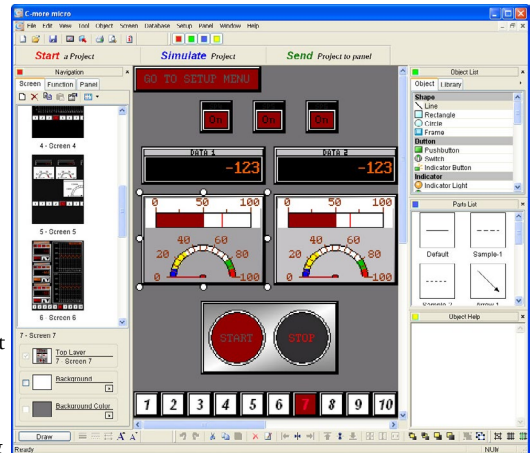 C-more micro
File Edit View Tool Object Screen Database Setup Panel Window Help
Start a Project
Simulate Project
Send Project to panel
Navigation
Screen Function Panel
4 - Screen 4
5 - Screen 5
6 - Screen 6
7 - Screen 7
Top Layer
7 - Screen 7
Background
Background Color
Draw
Ready
GO TO SETUP MENU
On On On
DATA 1 DATA 2
-123 -123
0 50 100 0 50 100
40 60 40 60
20 80 20 80
0 100 0 100
START STOP
1 2 3 4 5 6 7 8 9 10
Object List
Object Library
Shape
Line
Rectangle
Circle
Frame
Button
Pushbutton
Switch
Indicator Button
Indicator
Indicator Light
Parts List
Default Sample-1
Sample-2 Arrow-1
Object Help
NUM